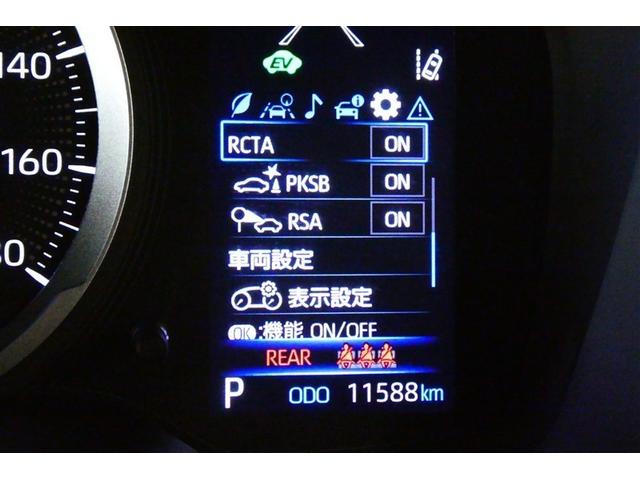 140
160
80
EV
RCTA ON
PKSB ON
RSA ON
車両設定
表示設定
OK:機能 ON/OFF
REAR
P ODO 11588km